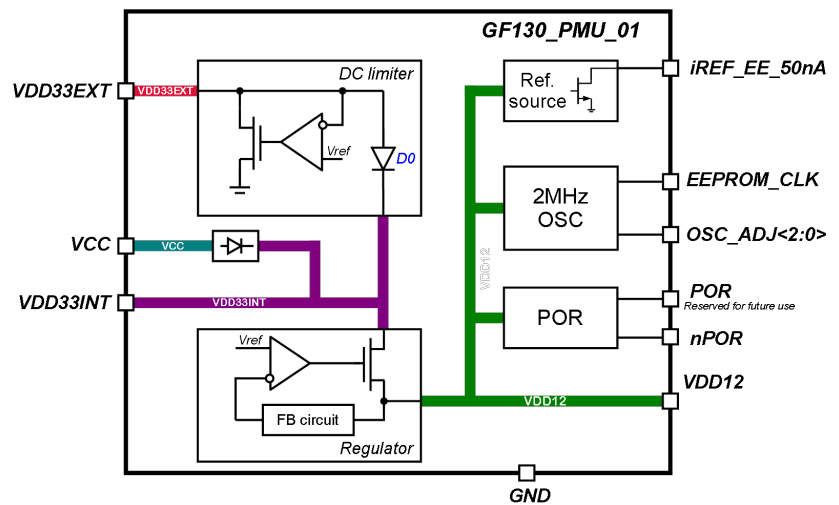 GF130_PMU_01
VDD33EXT
VDD33EXT
DC limiter
Vref
D0
Ref.
source
iREF_EE_50nA
2MHz
OSC
EEPROM_CLK
OSC_ADJ<2:0>
VCC
VCC
VDD33INT
VDD33INT
VDD12
POR
POR
Reserved for future use
nPOR
Vref
FB circuit
Regulator
VDD12
VDD12
GND